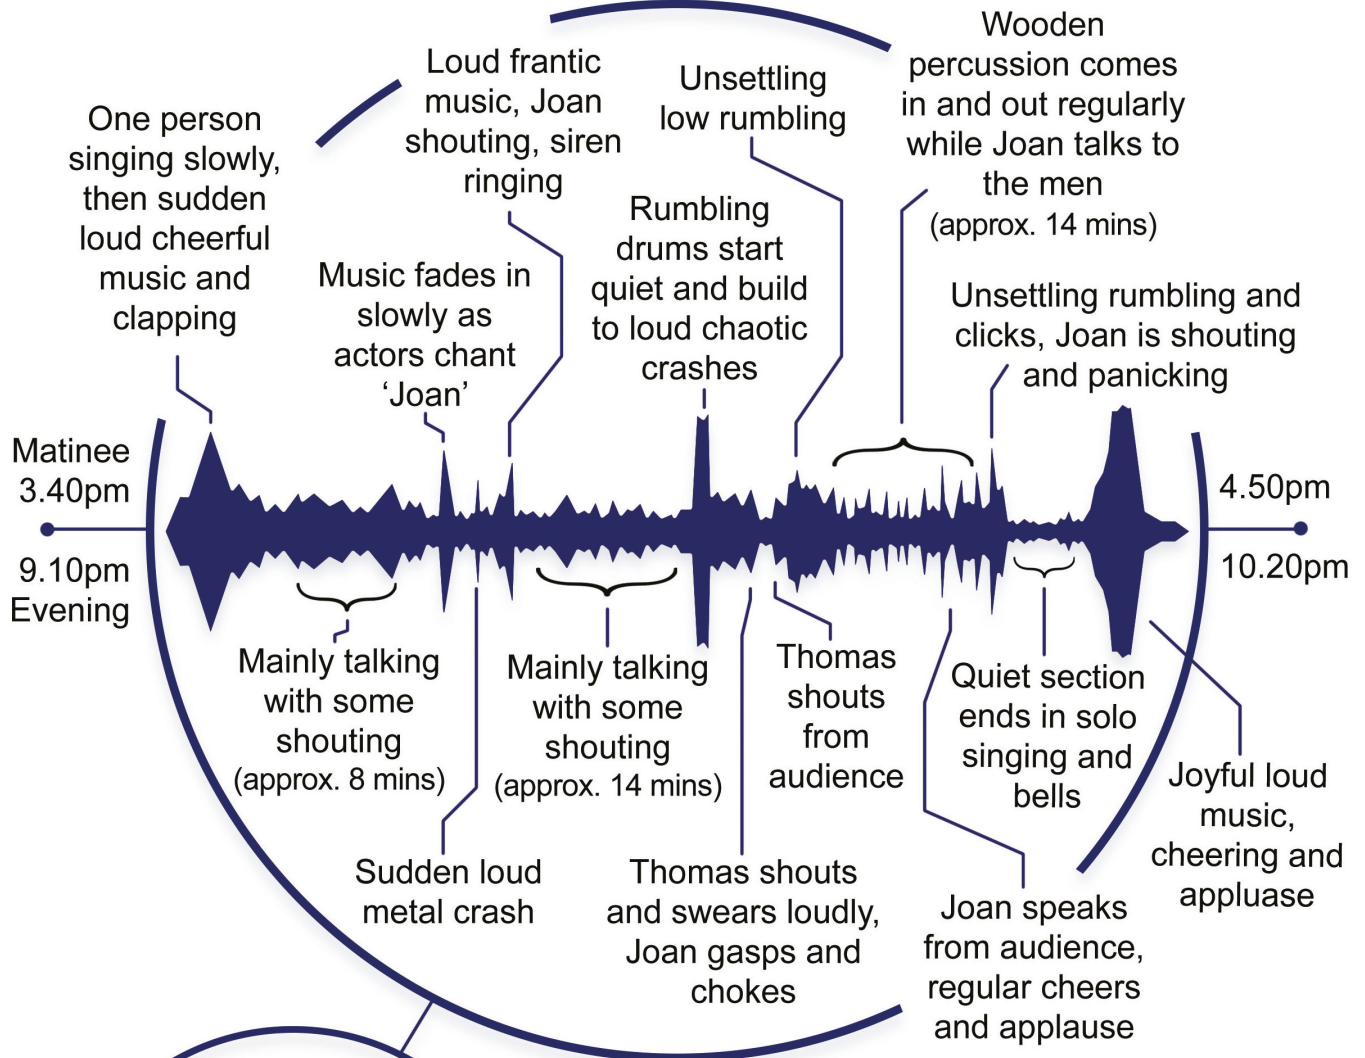 One person
singing slowly,
then sudden
loud cheerful
music and
clapping
Music fades in
slowly as
actors chant
‘Joan’
Loud frantic
music, Joan
shouting, siren
ringing
Rumbling
drums start
quiet and build
to loud chaotic
crashes
Unsettling
low rumbling
Wooden
percussion comes
in and out regularly
while Joan talks to
the men
(approx. 14 mins)
Unsettling rumbling and
clicks, Joan is shouting
and panicking
Matinee
3.40pm
9.10pm
Evening
4.50pm
10.20pm
Mainly talking
with some
shouting
(approx. 8 mins)
Sudden loud
metal crash
Mainly talking
with some
shouting
(approx. 14 mins)
Thomas shouts
and swears loudly,
Joan gasps and
chokes
Thomas
shouts
from
audience
Joan speaks
from audience,
regular cheers
and applause
Quiet section
ends in solo
singing and
bells
Joyful loud
music,
cheering and
appluase